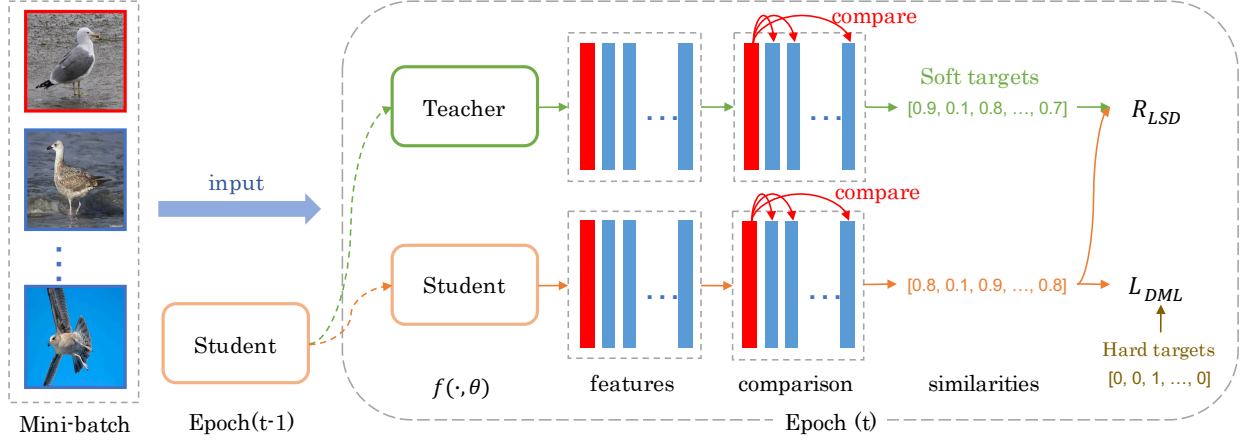 compare
Teacher
Soft targets
[0.9, 0.1, 0.8, ..., 0.7]
R_LSD
input
compare
Student
Student
[0.8, 0.1, 0.9, ..., 0.8]
L_DML
Hard targets
[0, 0, 1, ..., 0]
f(·,θ)
features
comparison
similarities
Mini-batch
Epoch(t-1)
Epoch (t)